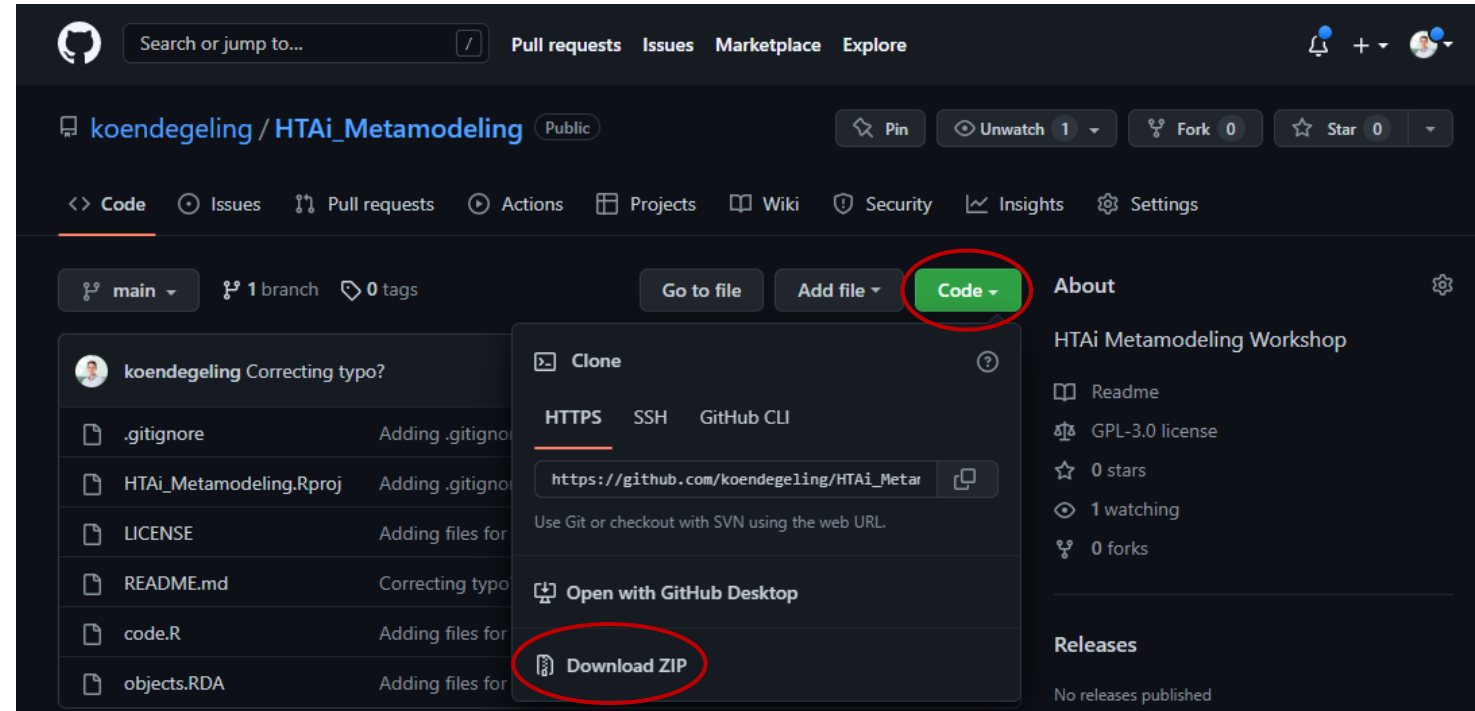 Search or jump to... / Pull requests Issues Marketplace Explore
koendegeling / HTAi_Metamodeling Public Pin Unwatch 1 Fork 0 Star 0
<> Code Issues Pull requests Actions Projects Wiki Security Insights Settings
main 1 branch 0 tags Go to file Add file Code
koendegeling Correcting typo?
.gitignore Adding .gitigno
HTAi_Metamodeling.Rproj Adding .gitigno
LICENSE Adding files for
README.md Correcting typo
code.R Adding files for
objects.RDA Adding files for
Clone
HTTPS SSH GitHub CLI
https://github.com/koendegeling/HTAi_Metar
Use Git or checkout with SVN using the web URL.
Open with GitHub Desktop
Download ZIP
About
HTAi Metamodeling Workshop
Readme
GPL-3.0 license
0 stars
1 watching
0 forks
Releases
No releases published